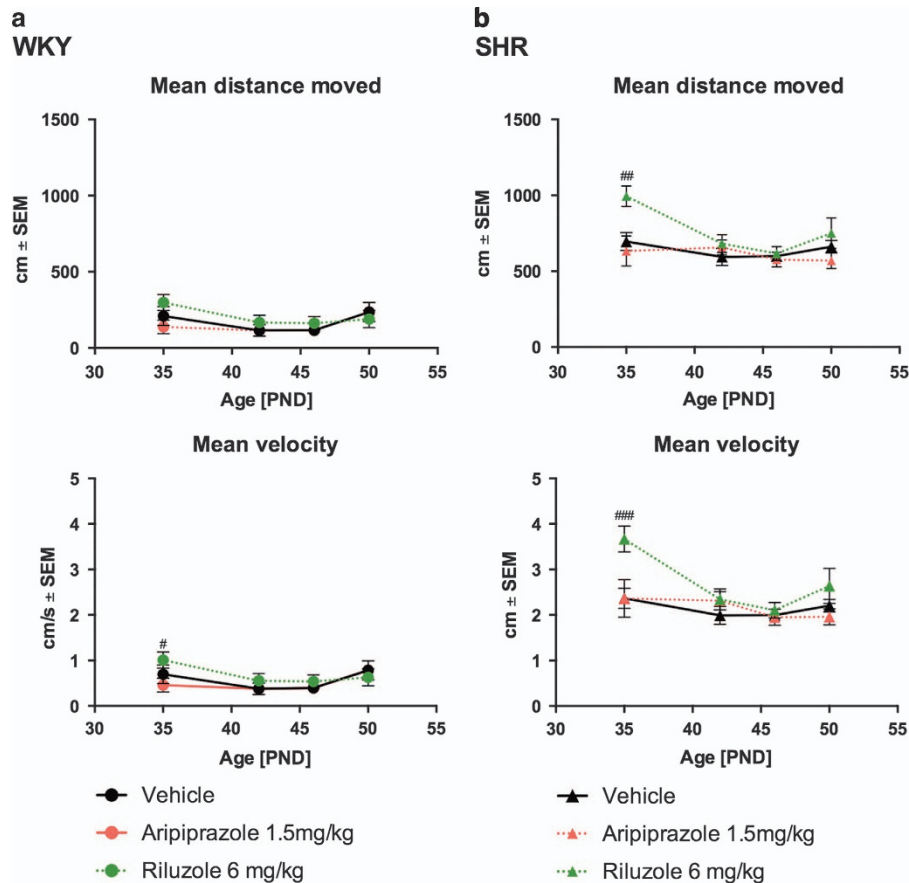 a
WKY
Mean distance moved
cm ± SEM
1500
1000
500
0
30 35 40 45 50 55
Age [PND]
Mean velocity
cm/s ± SEM
5
4
3
2
1
0
#
30 35 40 45 50 55
Age [PND]
Vehicle
Aripiprazole 1.5mg/kg
Riluzole 6 mg/kg
b
SHR
Mean distance moved
cm ± SEM
1500
1000
500
0
##
30 35 40 45 50 55
Age [PND]
Mean velocity
cm ± SEM
5
4
3
2
1
0
###
30 35 40 45 50 55
Age [PND]
Vehicle
Aripiprazole 1.5mg/kg
Riluzole 6 mg/kg